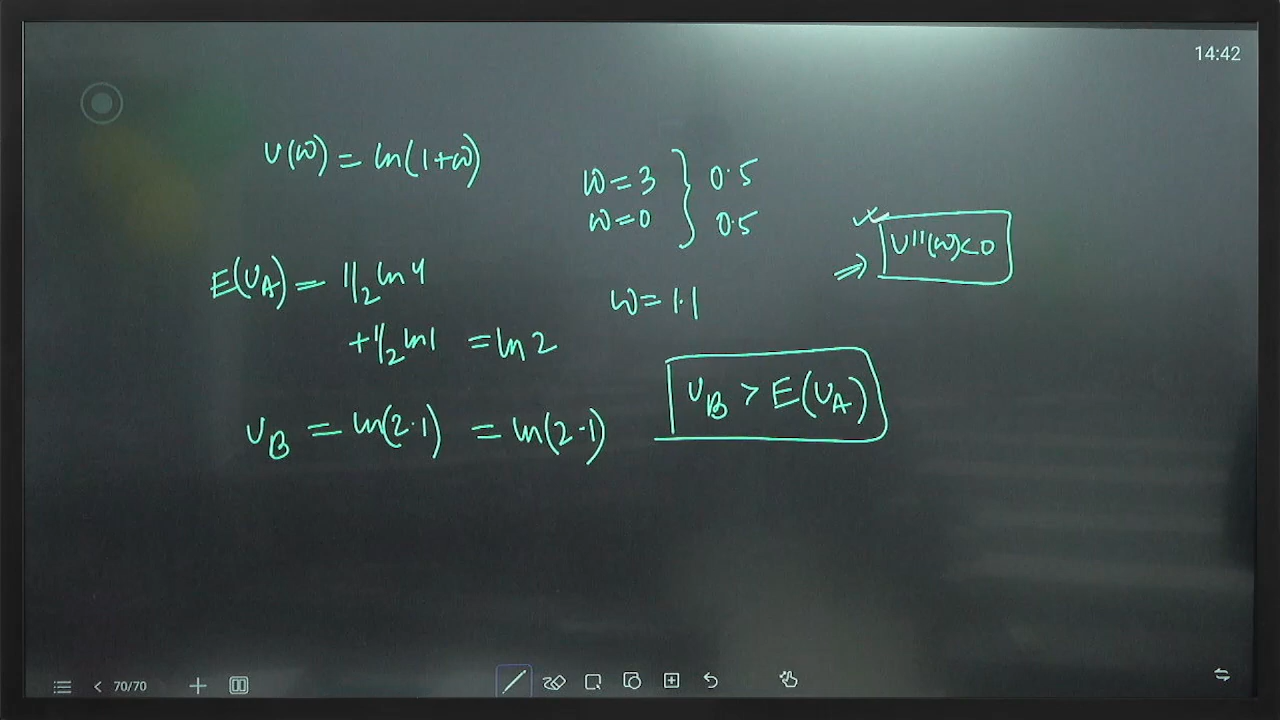 14:42
U(W) = ln(1+W)
W = 3 } 0.5
W = 0 } 0.5
U''(W) < 0
⇒
E(U_A) = 1/2 ln 4
+ 1/2 ln 1 = ln 2
W = 1.1
U_B > E(U_A)
U_B = ln(2.1) = ln(2.1)
70/70